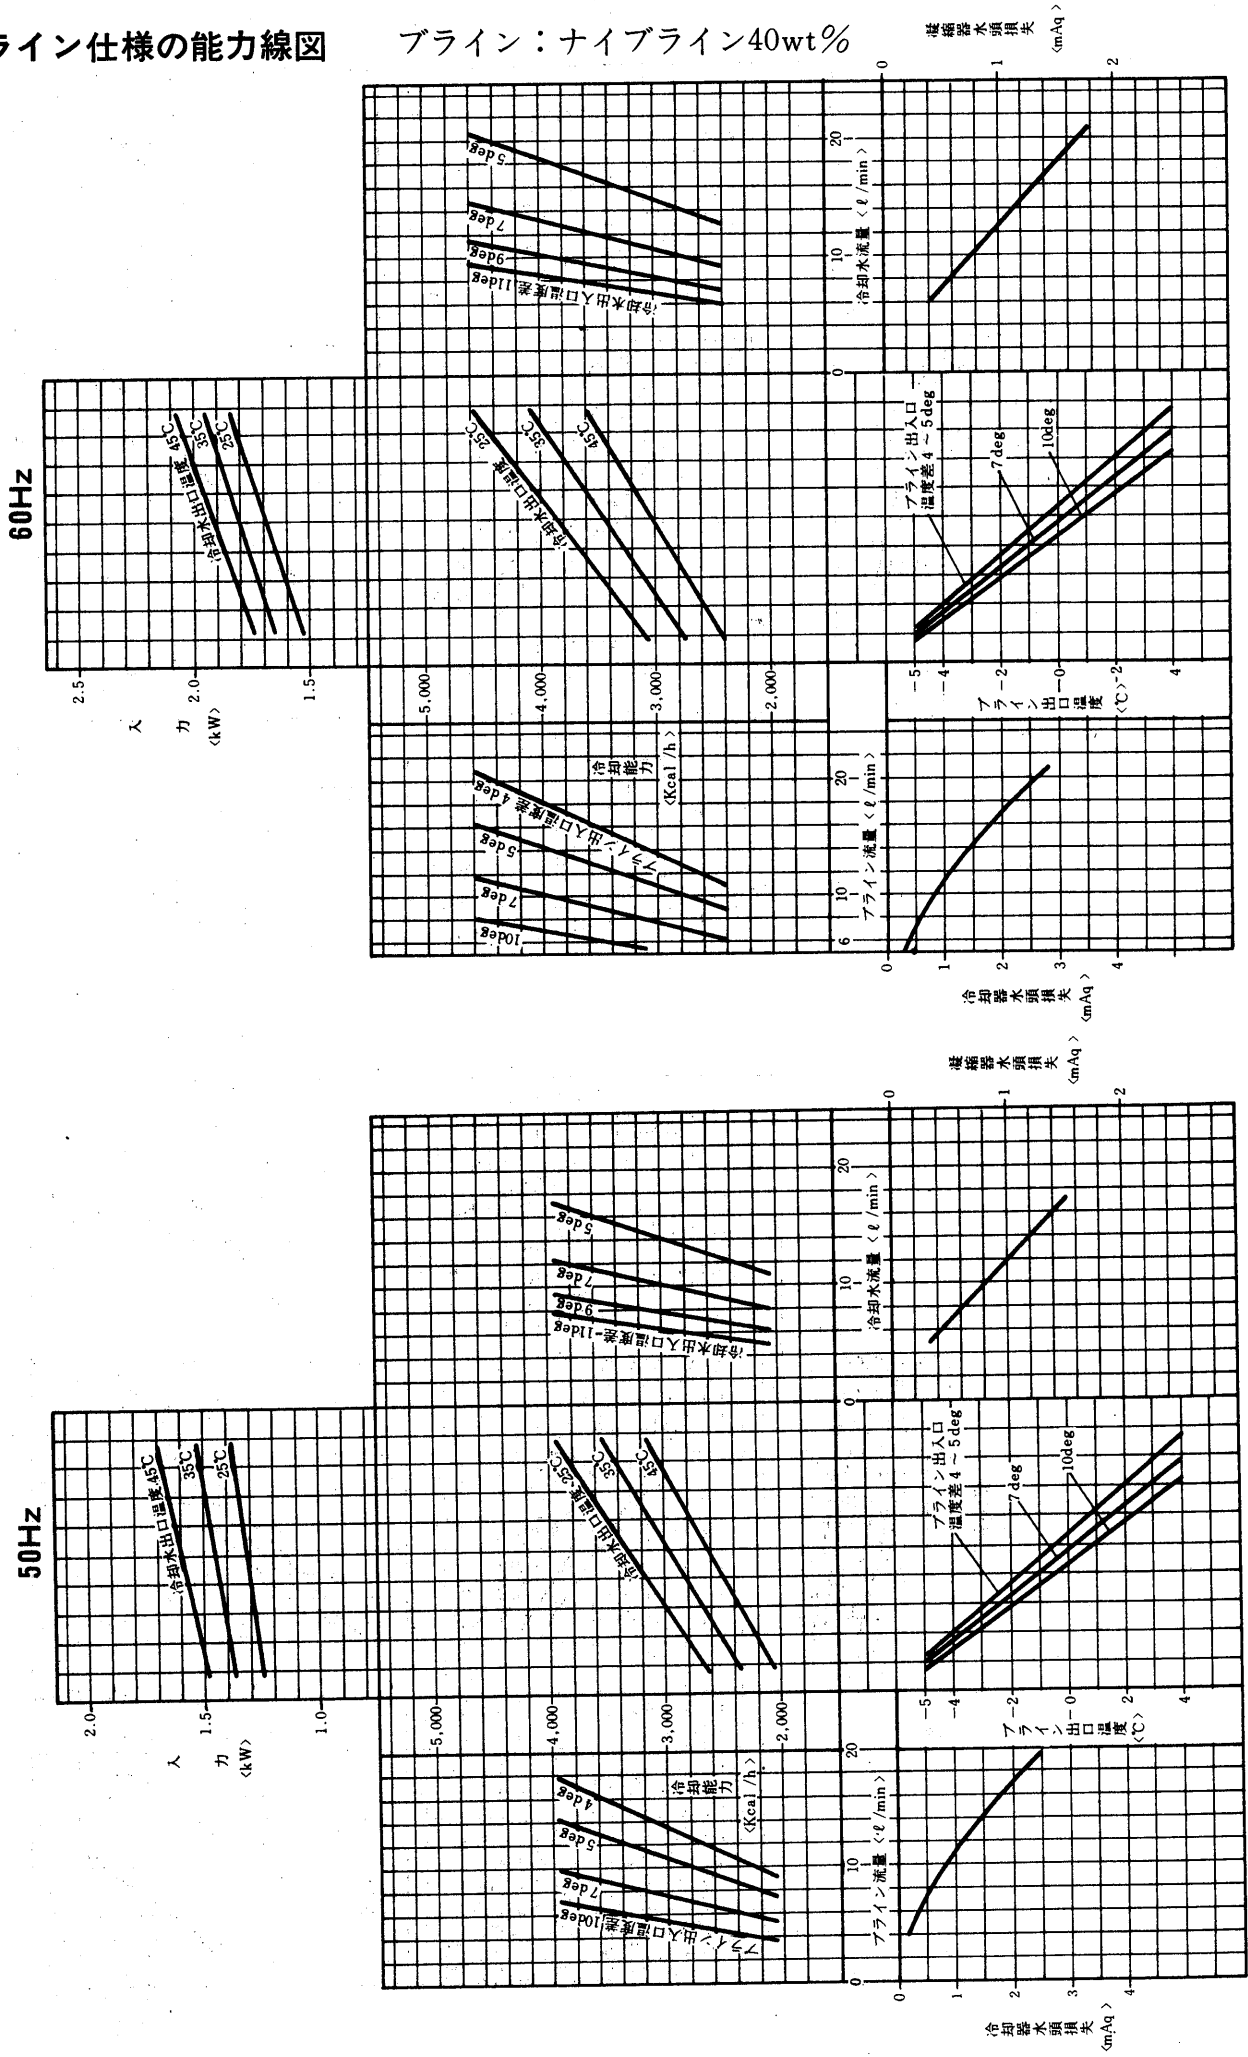 ライン仕様の能力線図
ブライン：ナイブライン40wt%
60Hz
2.5
2.0
1.5
入力
<kW>
冷却水出口温度 45℃
35℃
25℃
5,000
4,000
3,000
2,000
冷却能力
<Kcal/h>
冷却水出口温度 25℃
35℃
45℃
5deg
7deg
9deg
冷却水出入口温度差 11deg
ブライン出入口温度差 4deg
5deg
7deg
10deg
0
10
20
冷却水流量<ℓ/min>
凝縮器水頭損失
<mAq>
0
1
2
ブライン出入口
温度差4～5deg
7deg
10deg
-5
-4
-2
0
-2
4
ブライン出口温度
<℃>
6
10
20
ブライン流量<ℓ/min>
冷却器水頭損失
<mAq>
0
1
2
3
4
50Hz
2.0
1.5
1.0
入力
<kW>
冷却水出口温度 45℃
35℃
25℃
5,000
4,000
3,000
2,000
冷却能力
<Kcal/h>
冷却水出口温度 25℃
35℃
45℃
5deg
7deg
9deg
冷却水出入口温度差 11deg
4deg
5deg
7deg
ブライン出入口温度差 10deg
0
10
20
冷却水流量<ℓ/min>
凝縮器水頭損失
<mAq>
0
1
2
ブライン出入口
温度差4～5deg
7deg
10deg
-5
-4
-2
0
2
4
ブライン出口温度
<℃>
0
10
20
ブライン流量<ℓ/min>
冷却器水頭損失
<mAq>
0
1
2
3
4